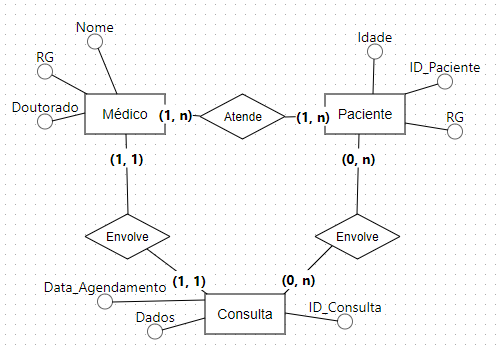 Nome
Idade
RG
ID_Paciente
Doutorado
Médico
(1, n)
Atende
(1, n)
Paciente
RG
(1, 1)
(0, n)
Envolve
Envolve
(1, 1)
(0, n)
Data_Agendamento
Dados
Consulta
ID_Consulta